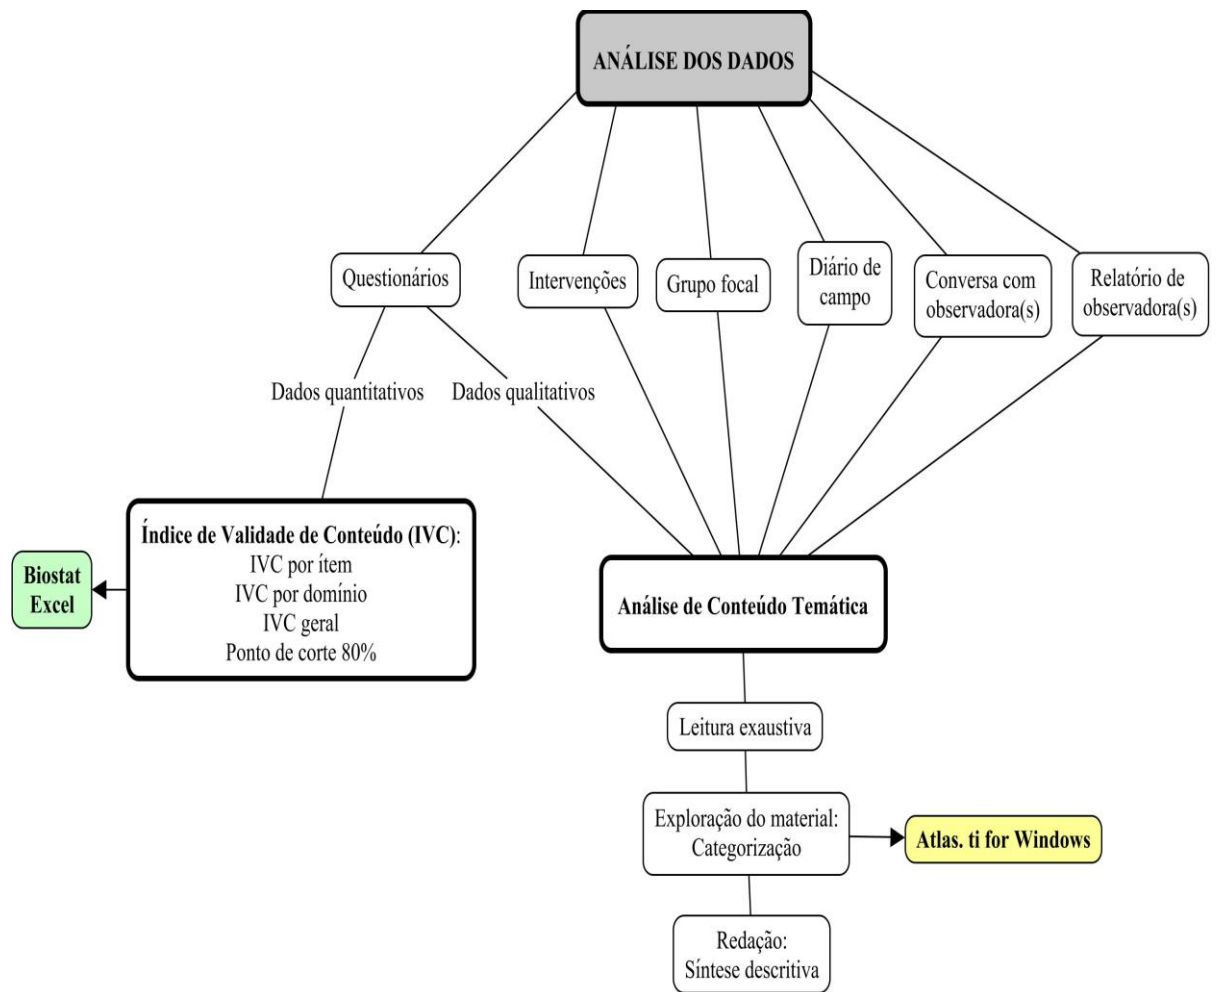 ANÁLISE DOS DADOS
Questionários
Intervenções
Grupo focal
Diário de
campo
Conversa com
observadora(s)
Relatório de
observadora(s)
Dados quantitativos
Dados qualitativos
Índice de Validade de Conteúdo (IVC):
IVC por ítem
IVC por domínio
IVC geral
Ponto de corte 80%
Biostat
Excel
Análise de Conteúdo Temática
Leitura exaustiva
Exploração do material:
Categorização
Atlas. ti for Windows
Redação:
Síntese descritiva